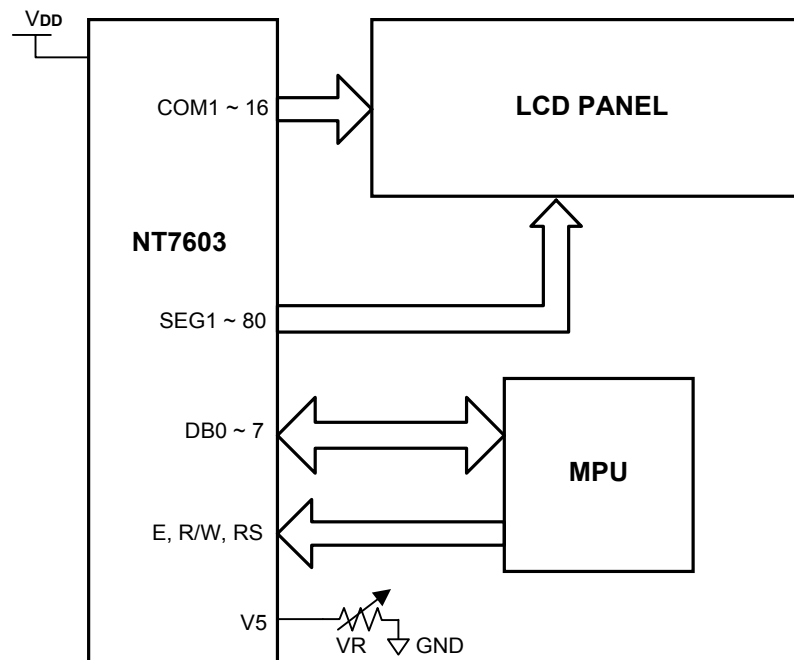 VDD
COM1 ~ 16
LCD PANEL
NT7603
SEG1 ~ 80
DB0 ~ 7
MPU
E, R/W, RS
V5
VR
GND